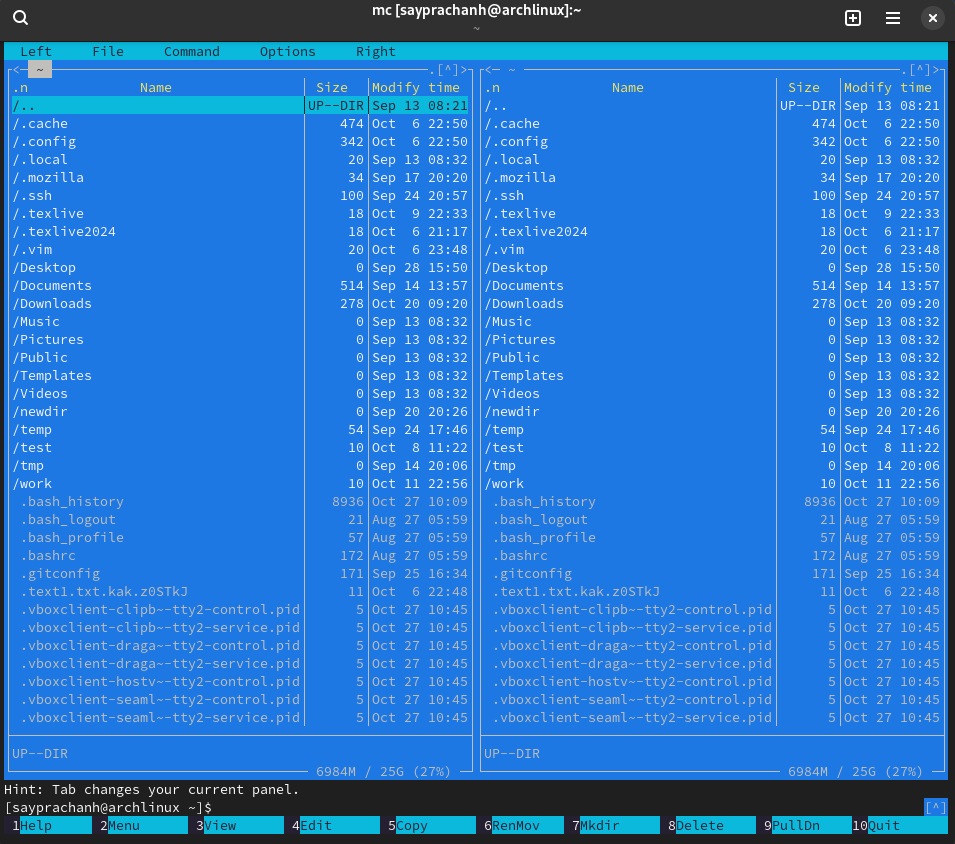 mc [sayprachanh@archlinux]:~
~
Left File Command Options Right
<— ~ .[^]> <— ~ .[^]>
.n Name Size Modify time .n Name Size Modify time
/.. UP--DIR Sep 13 08:21 /.. UP--DIR Sep 13 08:21
/.cache 474 Oct 6 22:50 /.cache 474 Oct 6 22:50
/.config 342 Oct 6 22:50 /.config 342 Oct 6 22:50
/.local 20 Sep 13 08:32 /.local 20 Sep 13 08:32
/.mozilla 34 Sep 17 20:20 /.mozilla 34 Sep 17 20:20
/.ssh 100 Sep 24 20:57 /.ssh 100 Sep 24 20:57
/.texlive 18 Oct 9 22:33 /.texlive 18 Oct 9 22:33
/.texlive2024 18 Oct 6 21:17 /.texlive2024 18 Oct 6 21:17
/.vim 20 Oct 6 23:48 /.vim 20 Oct 6 23:48
/Desktop 0 Sep 28 15:50 /Desktop 0 Sep 28 15:50
/Documents 514 Sep 14 13:57 /Documents 514 Sep 14 13:57
/Downloads 278 Oct 20 09:20 /Downloads 278 Oct 20 09:20
/Music 0 Sep 13 08:32 /Music 0 Sep 13 08:32
/Pictures 0 Sep 13 08:32 /Pictures 0 Sep 13 08:32
/Public 0 Sep 13 08:32 /Public 0 Sep 13 08:32
/Templates 0 Sep 13 08:32 /Templates 0 Sep 13 08:32
/Videos 0 Sep 13 08:32 /Videos 0 Sep 13 08:32
/newdir 0 Sep 20 20:26 /newdir 0 Sep 20 20:26
/temp 54 Sep 24 17:46 /temp 54 Sep 24 17:46
/test 10 Oct 8 11:22 /test 10 Oct 8 11:22
/tmp 0 Sep 14 20:06 /tmp 0 Sep 14 20:06
/work 10 Oct 11 22:56 /work 10 Oct 11 22:56
.bash_history 8936 Oct 27 10:09 .bash_history 8936 Oct 27 10:09
.bash_logout 21 Aug 27 05:59 .bash_logout 21 Aug 27 05:59
.bash_profile 57 Aug 27 05:59 .bash_profile 57 Aug 27 05:59
.bashrc 172 Aug 27 05:59 .bashrc 172 Aug 27 05:59
.gitconfig 171 Sep 25 16:34 .gitconfig 171 Sep 25 16:34
.text1.txt.kak.z0STkJ 11 Oct 6 22:48 .text1.txt.kak.z0STkJ 11 Oct 6 22:48
.vboxclient-clipb~-tty2-control.pid 5 Oct 27 10:45 .vboxclient-clipb~-tty2-control.pid 5 Oct 27 10:45
.vboxclient-clipb~-tty2-service.pid 5 Oct 27 10:45 .vboxclient-clipb~-tty2-service.pid 5 Oct 27 10:45
.vboxclient-draga~-tty2-control.pid 5 Oct 27 10:45 .vboxclient-draga~-tty2-control.pid 5 Oct 27 10:45
.vboxclient-draga~-tty2-service.pid 5 Oct 27 10:45 .vboxclient-draga~-tty2-service.pid 5 Oct 27 10:45
.vboxclient-hostv~-tty2-control.pid 5 Oct 27 10:45 .vboxclient-hostv~-tty2-control.pid 5 Oct 27 10:45
.vboxclient-seaml~-tty2-control.pid 5 Oct 27 10:45 .vboxclient-seaml~-tty2-control.pid 5 Oct 27 10:45
.vboxclient-seaml~-tty2-service.pid 5 Oct 27 10:45 .vboxclient-seaml~-tty2-service.pid 5 Oct 27 10:45
UP--DIR UP--DIR
6984M / 25G (27%) 6984M / 25G (27%)
Hint: Tab changes your current panel.
[sayprachanh@archlinux ~]$ [^]
1Help 2Menu 3View 4Edit 5Copy 6RenMov 7Mkdir 8Delete 9PullDn 10Quit